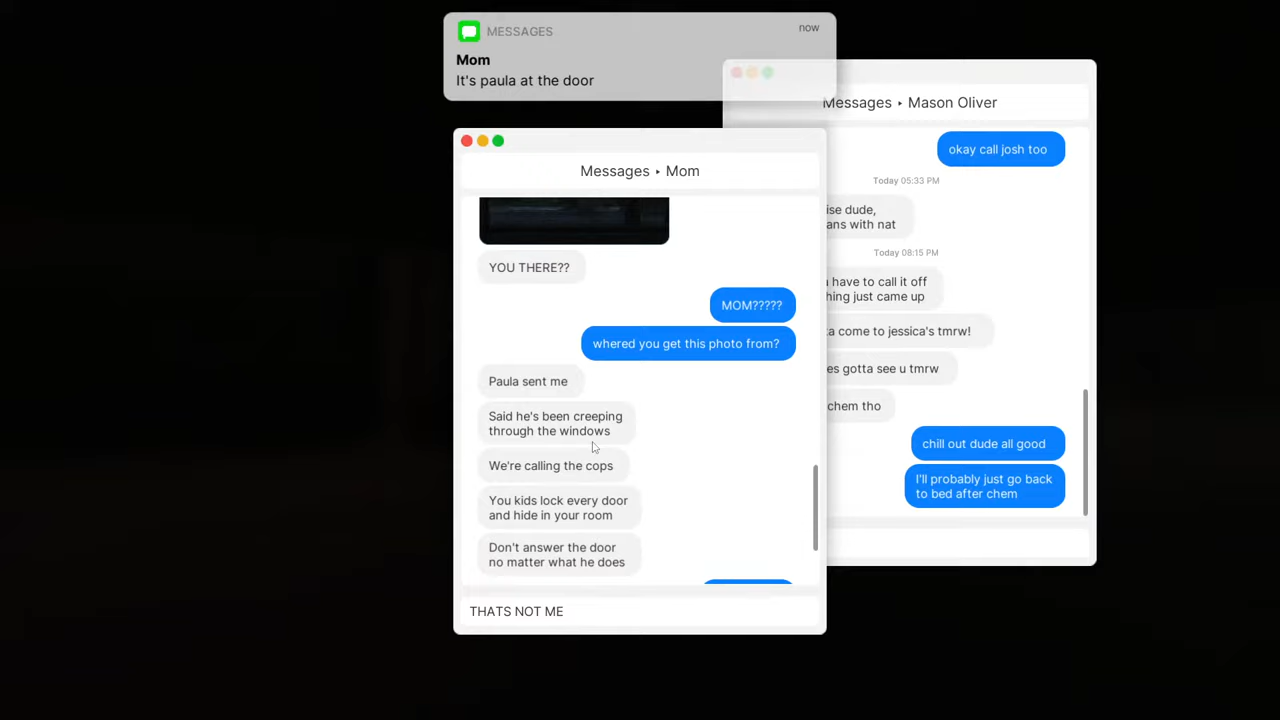 MESSAGES
now
Mom
It's paula at the door
Messages ▸ Mason Oliver
okay call josh too
Today 05:33 PM
dude,
with nat
Today 08:15 PM
have to call it off
just came up
come to jessica's tmrw!
gotta see u tmrw
chem tho
chill out dude all good
I'll probably just go back
to bed after chem
Messages ▸ Mom
YOU THERE??
MOM?????
whered you get this photo from?
Paula sent me
Said he's been creeping
through the windows
We're calling the cops
You kids lock every door
and hide in your room
Don't answer the door
no matter what he does
THATS NOT ME